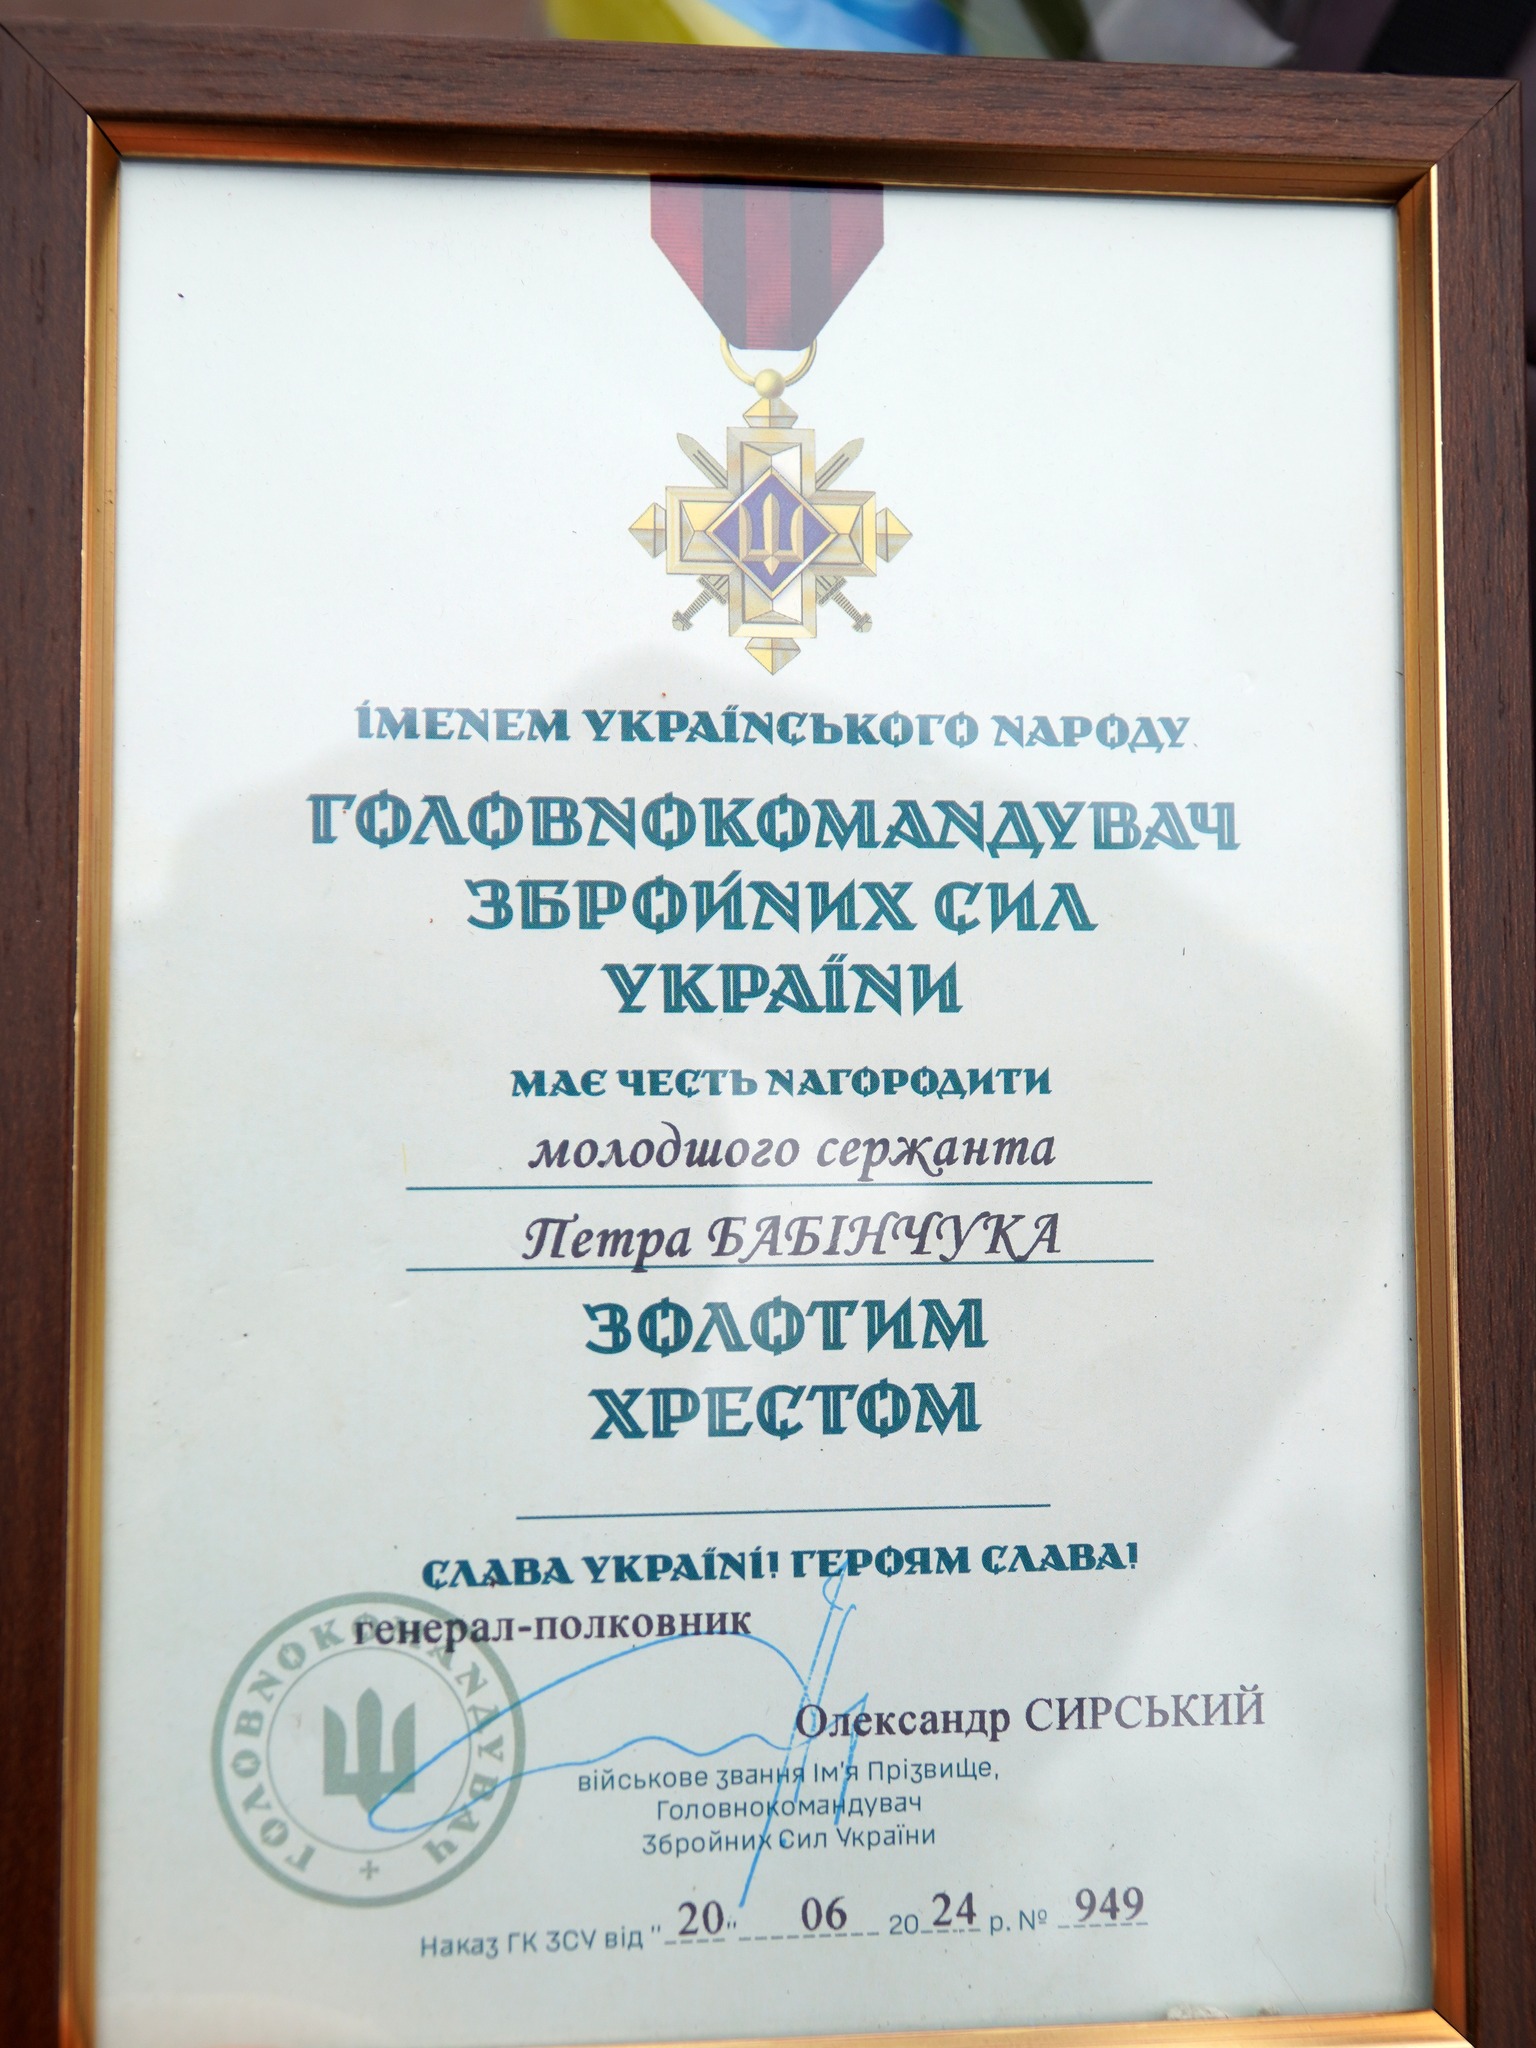 ІМЕНЕМ УКРАЇНСЬКОГО НАРОДУ
ГОЛОВНОКОМАНДУВАЧ
ЗБРОЙНИХ СИЛ
УКРАЇНИ
МАЄ ЧЕСТЬ НАГОРОДИТИ
молодшого сержанта
Петра БАБІНЧУКА
ЗОЛОТИМ
ХРЕСТОМ
СЛАВА УКРАЇНІ! ГЕРОЯМ СЛАВА!
генерал-полковник
ГОЛОВНОКОМАНДУВАЧ
Олександр СИРСЬКИЙ
військове звання Ім'я Прізвище,
Головнокомандувач
Збройних Сил України
Наказ ГК ЗСУ від "20" 06 2024 р. № 949